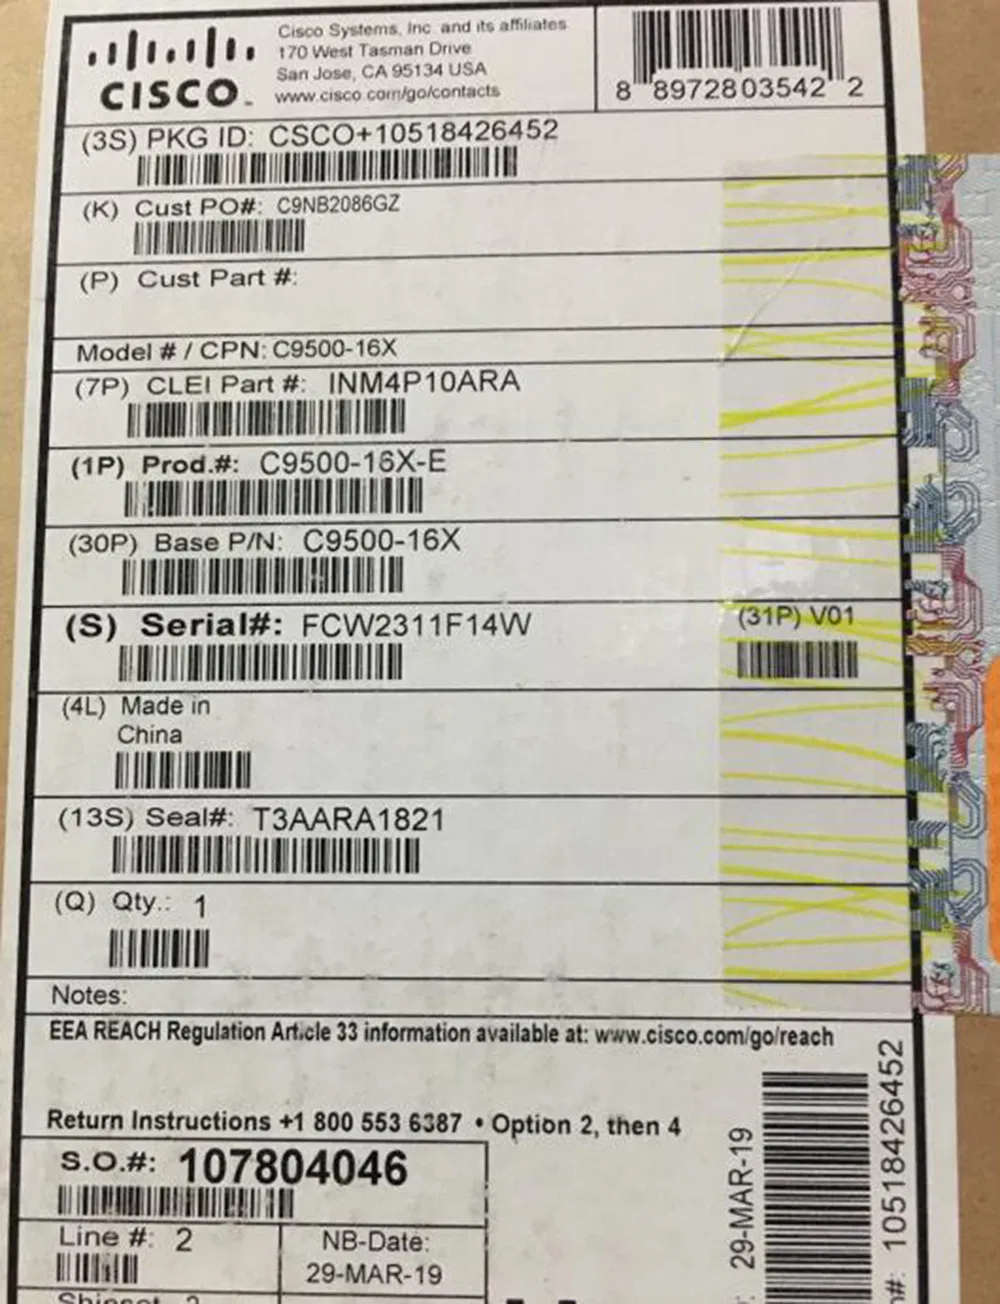 CISCO
Cisco Systems, Inc. and its affiliates
170 West Tasman Drive
San Jose, CA 95134 USA
www.cisco.com/go/contacts
8 89728 03542 2
(3S) PKG ID: CSCO+10518426452
(K) Cust PO#: C9NB2086GZ
(P) Cust Part #:
Model # / CPN: C9500-16X
(7P) CLEI Part #: INM4P10ARA
(1P) Prod.#: C9500-16X-E
(30P) Base P/N: C9500-16X
(S) Serial#: FCW2311F14W
(31P) V01
(4L) Made in
China
(13S) Seal#: T3AARA1821
(Q) Qty.: 1
Notes:
EEA REACH Regulation Article 33 information available at: www.cisco.com/go/reach
Return Instructions +1 800 553 6387 • Option 2, then 4
S.O.#: 107804046
Line #: 2
NB-Date:
29-MAR-19
29-MAR-19
#: 10518426452